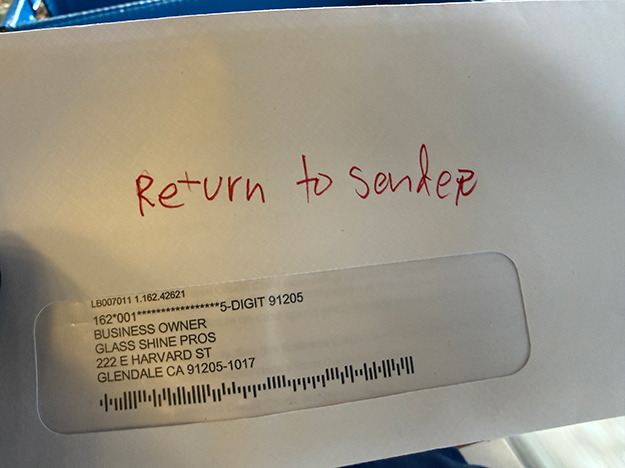 Return to sender
LB007011 1.162.42621
162*001*****************5-DIGIT 91205
BUSINESS OWNER
GLASS SHINE PROS
222 E HARVARD ST
GLENDALE CA 91205-1017